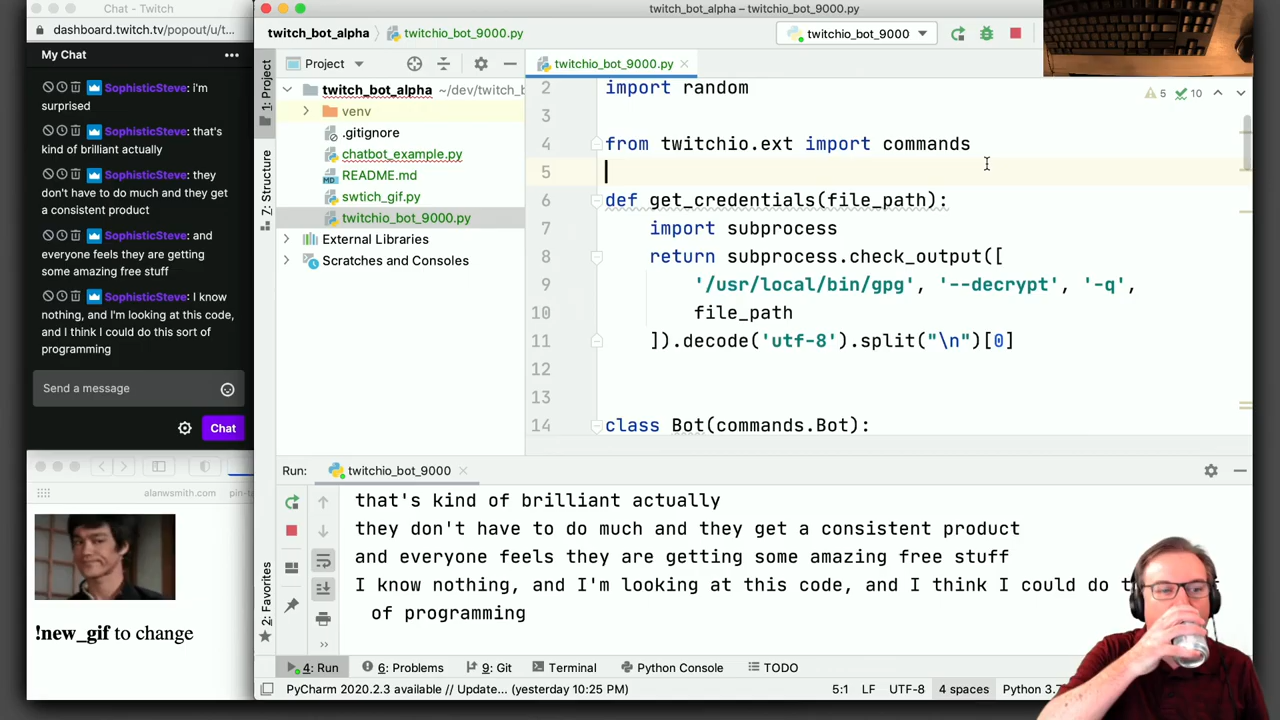 Chat - Twitch
dashboard.twitch.tv/popout/u/t...
My Chat
SophisticSteve: i'm
surprised
SophisticSteve: that's
kind of brilliant actually
SophisticSteve: they
don't have to do much and they get
a consistent product
SophisticSteve: and
everyone feels they are getting
some amazing free stuff
SophisticSteve: I know
nothing, and I'm looking at this code,
and I think I could do this sort of
programming
Send a message
Chat
alanwsmith.com
pin-ta
!new_gif to change
twitch_bot_alpha – twitchio_bot_9000.py
twitch_bot_alpha
twitchio_bot_9000.py
twitchio_bot_9000
1: Project
7: Structure
2: Favorites
Project
twitch_bot_alpha ~/dev/twitch_b
venv
.gitignore
chatbot_example.py
README.md
swtich_gif.py
twitchio_bot_9000.py
External Libraries
Scratches and Consoles
twitchio_bot_9000.py
5
10
2 import random
3
4 from twitchio.ext import commands
5
6 def get_credentials(file_path):
7 import subprocess
8 return subprocess.check_output([
9 '/usr/local/bin/gpg', '--decrypt', '-q',
10 file_path
11 ]).decode('utf-8').split("\n")[0]
12
13
14 class Bot(commands.Bot):
Run:
twitchio_bot_9000
that's kind of brilliant actually
they don't have to do much and they get a consistent product
and everyone feels they are getting some amazing free stuff
I know nothing, and I'm looking at this code, and I think I could do
of programming
4: Run
6: Problems
9: Git
Terminal
Python Console
TODO
PyCharm 2020.2.3 available // Update... (yesterday 10:25 PM)
5:1
LF
UTF-8
4 spaces
Python 3.7